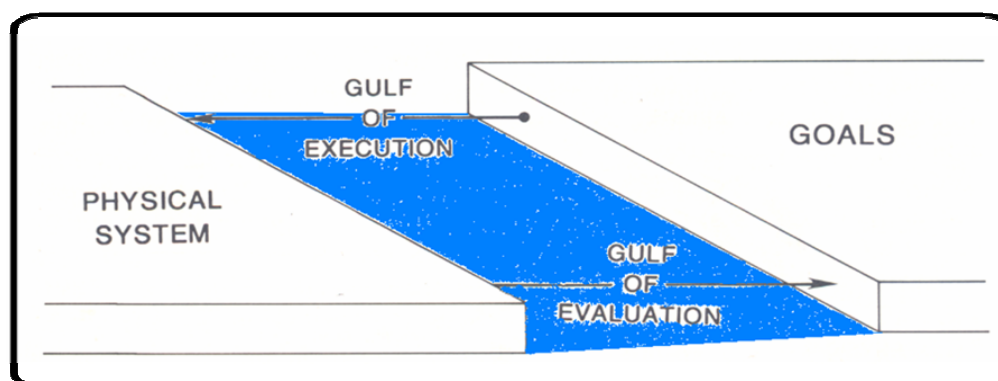 GULF
OF
EXECUTION
GOALS
PHYSICAL
SYSTEM
GULF
OF
EVALUATION